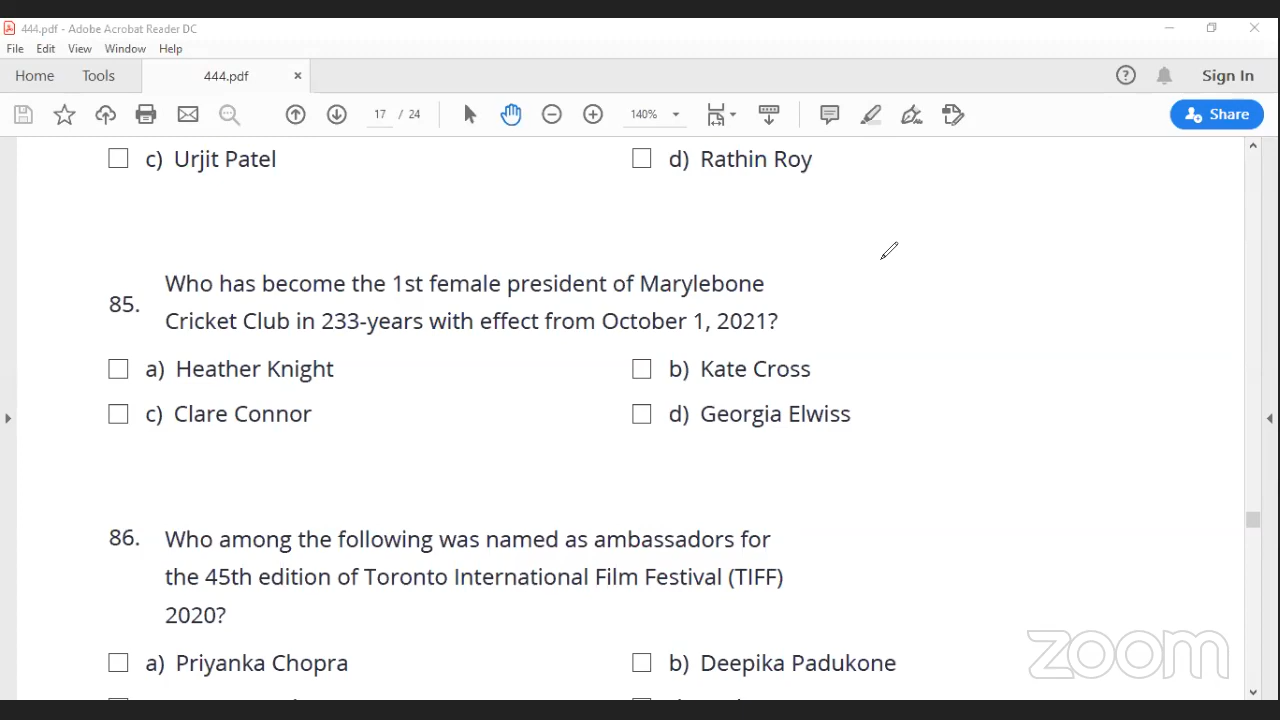 444.pdf - Adobe Acrobat Reader DC
File Edit View Window Help
Home Tools 444.pdf × Sign In
17 / 24 140% Share
c) Urjit Patel d) Rathin Roy
85. Who has become the 1st female president of Marylebone
Cricket Club in 233-years with effect from October 1, 2021?
a) Heather Knight b) Kate Cross
c) Clare Connor d) Georgia Elwiss
86. Who among the following was named as ambassadors for
the 45th edition of Toronto International Film Festival (TIFF)
2020?
a) Priyanka Chopra b) Deepika Padukone
zoom